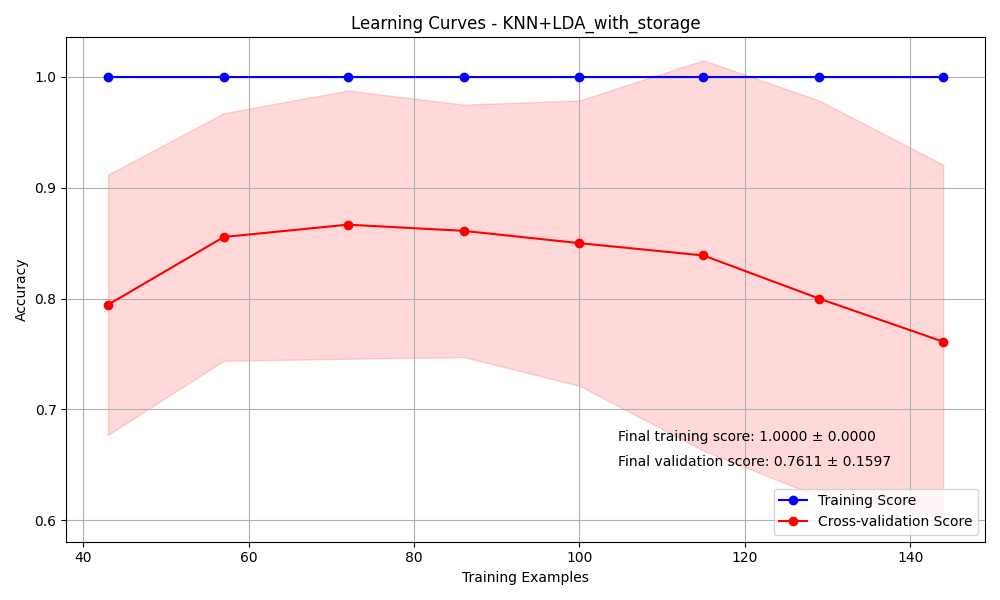 Learning Curves - KNN+LDA_with_storage
Accuracy
1.0
0.9
0.8
0.7
0.6
Final training score: 1.0000 ± 0.0000
Final validation score: 0.7611 ± 0.1597
Training Score
Cross-validation Score
40 60 80 100 120 140
Training Examples